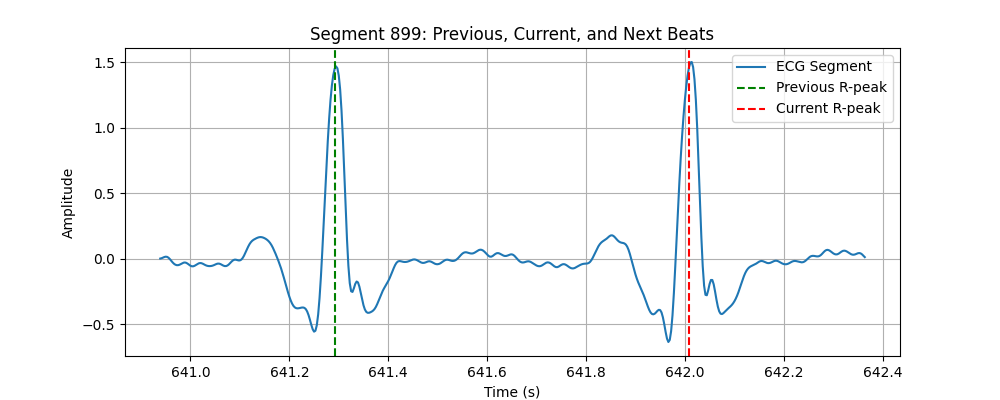 Segment 899: Previous, Current, and Next Beats
ECG Segment
Previous R-peak
Current R-peak
1.5
1.0
0.5
0.0
−0.5
Amplitude
641.0 641.2 641.4 641.6 641.8 642.0 642.2 642.4
Time (s)